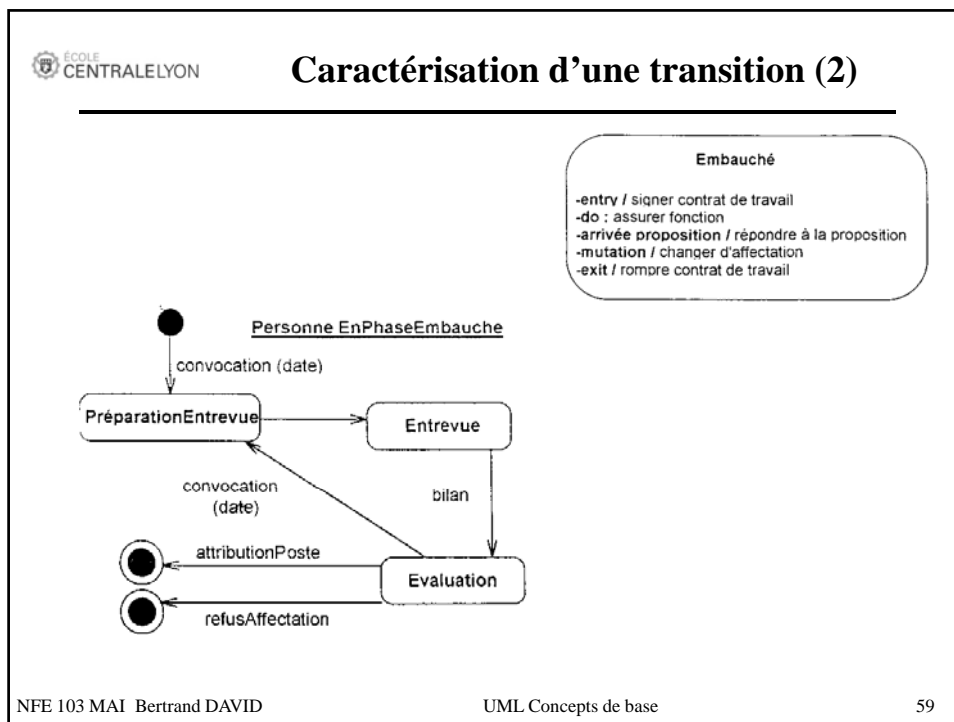 ÉCOLE
CENTRALELYON
Caractérisation d'une transition (2)
Embauché
-entry / signer contrat de travail
-do : assurer fonction
-arrivée proposition / répondre à la proposition
-mutation / changer d'affectation
-exit / rompre contrat de travail
Personne EnPhaseEmbauche
convocation (date)
PréparationEntrevue
Entrevue
convocation
(date)
bilan
attributionPoste
Evaluation
refusAffectation
NFE 103 MAI Bertrand DAVID
UML Concepts de base
59